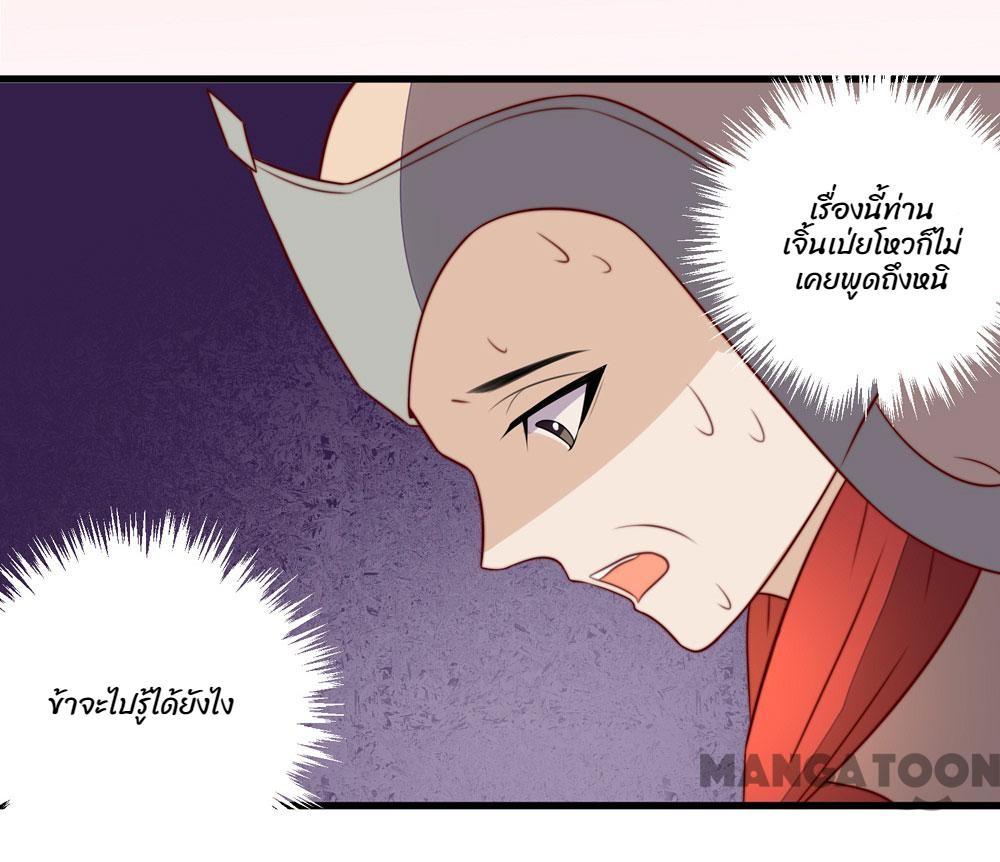 เรื่องนี้ท่าน
เจิ้นเป่ยโหวก็ไม่
เคยพูดถึงหนิ
ข้าจะไปรู้ได้ยังไง
MANGATOON